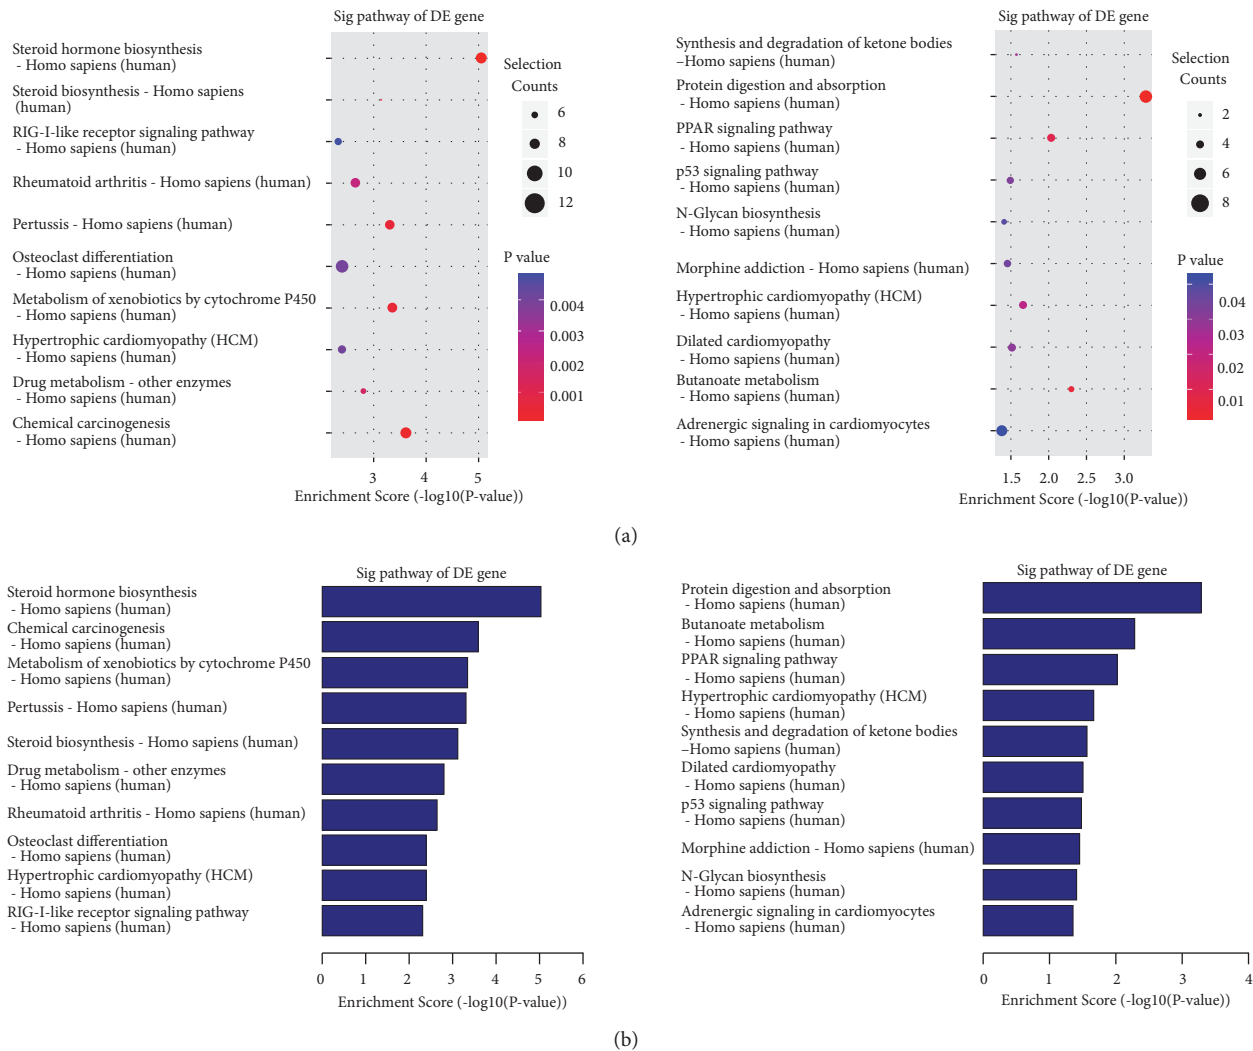 Sig pathway of DE gene
Steroid hormone biosynthesis
- Homo sapiens (human)
Steroid biosynthesis - Homo sapiens
(human)
RIG-I-like receptor signaling pathway
- Homo sapiens (human)
Rheumatoid arthritis - Homo sapiens (human)
Pertussis - Homo sapiens (human)
Osteoclast differentiation
- Homo sapiens (human)
Metabolism of xenobiotics by cytochrome P450
- Homo sapiens (human)
Hypertrophic cardiomyopathy (HCM)
- Homo sapiens (human)
Drug metabolism - other enzymes
- Homo sapiens (human)
Chemical carcinogenesis
- Homo sapiens (human)
3 4 5
Enrichment Score (-log10(P-value))
Selection
Counts
6
8
10
12
P value
0.004
0.003
0.002
0.001
Sig pathway of DE gene
Synthesis and degradation of ketone bodies
–Homo sapiens (human)
Protein digestion and absorption
- Homo sapiens (human)
PPAR signaling pathway
- Homo sapiens (human)
p53 signaling pathway
- Homo sapiens (human)
N-Glycan biosynthesis
- Homo sapiens (human)
Morphine addiction - Homo sapiens (human)
Hypertrophic cardiomyopathy (HCM)
- Homo sapiens (human)
Dilated cardiomyopathy
- Homo sapiens (human)
Butanoate metabolism
- Homo sapiens (human)
Adrenergic signaling in cardiomyocytes
- Homo sapiens (human)
1.5 2.0 2.5 3.0
Enrichment Score (-log10(P-value))
Selection
Counts
2
4
6
8
P value
0.04
0.03
0.02
0.01
(a)
Sig pathway of DE gene
Steroid hormone biosynthesis
- Homo sapiens (human)
Chemical carcinogenesis
- Homo sapiens (human)
Metabolism of xenobiotics by cytochrome P450
- Homo sapiens (human)
Pertussis - Homo sapiens (human)
Steroid biosynthesis - Homo sapiens (human)
Drug metabolism - other enzymes
- Homo sapiens (human)
Rheumatoid arthritis - Homo sapiens (human)
Osteoclast differentiation
- Homo sapiens (human)
Hypertrophic cardiomyopathy (HCM)
- Homo sapiens (human)
RIG-I-like receptor signaling pathway
- Homo sapiens (human)
0 1 2 3 4 5 6
Enrichment Score (-log10(P-value))
Sig pathway of DE gene
Protein digestion and absorption
- Homo sapiens (human)
Butanoate metabolism
- Homo sapiens (human)
PPAR signaling pathway
- Homo sapiens (human)
Hypertrophic cardiomyopathy (HCM)
- Homo sapiens (human)
Synthesis and degradation of ketone bodies
–Homo sapiens (human)
Dilated cardiomyopathy
- Homo sapiens (human)
p53 signaling pathway
- Homo sapiens (human)
Morphine addiction - Homo sapiens (human)
N-Glycan biosynthesis
- Homo sapiens (human)
Adrenergic signaling in cardiomyocytes
- Homo sapiens (human)
0 1 2 3 4
Enrichment Score (-log10(P-value))
(b)